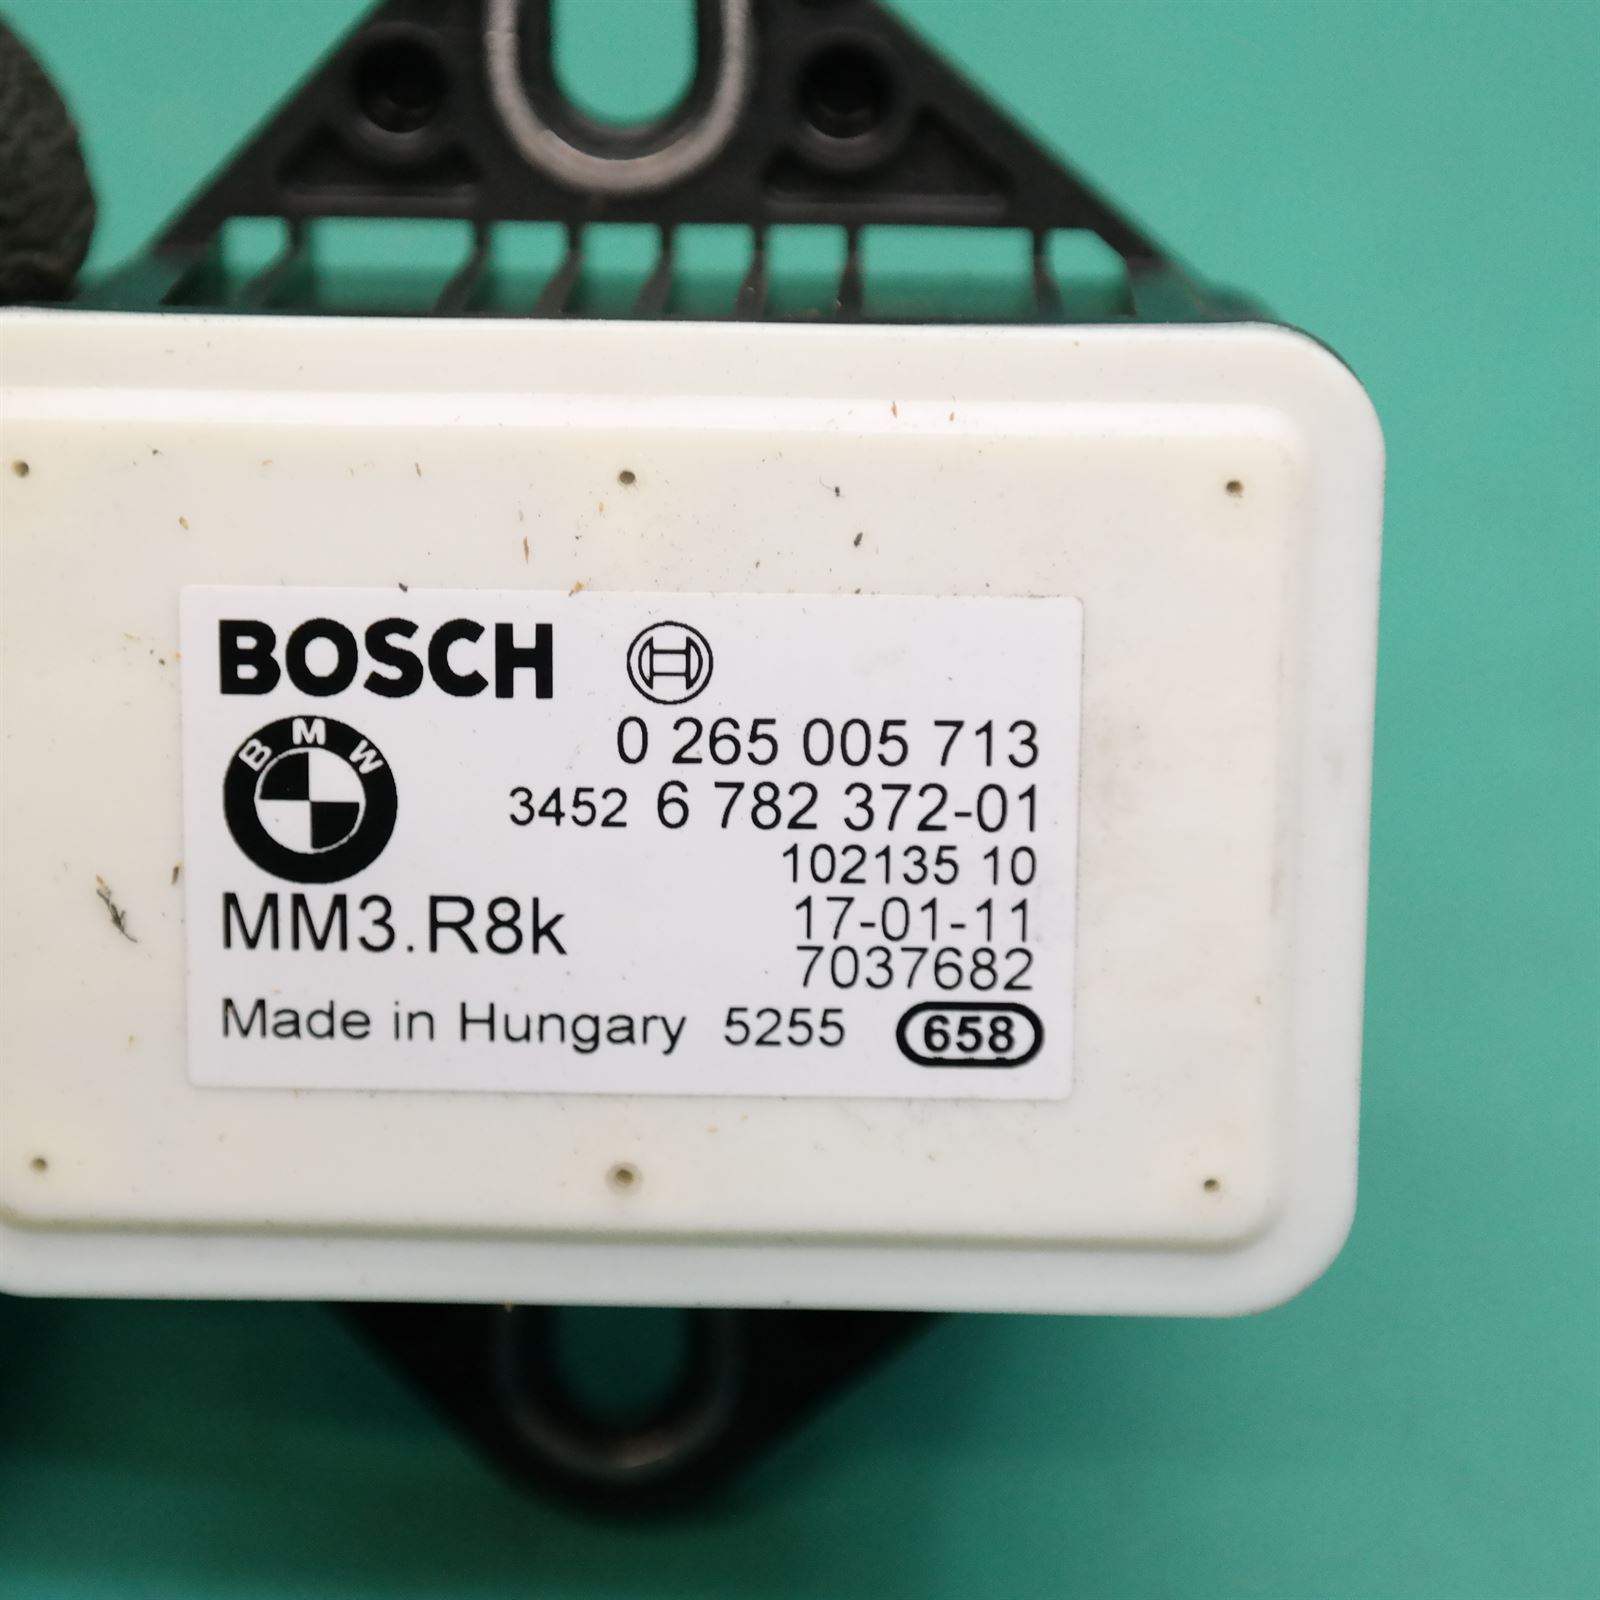 BOSCH
0 265 005 713
BMW
3452 6 782 372-01
102135 10
MM3.R8k 17-01-11
7037682
Made in Hungary 5255 658